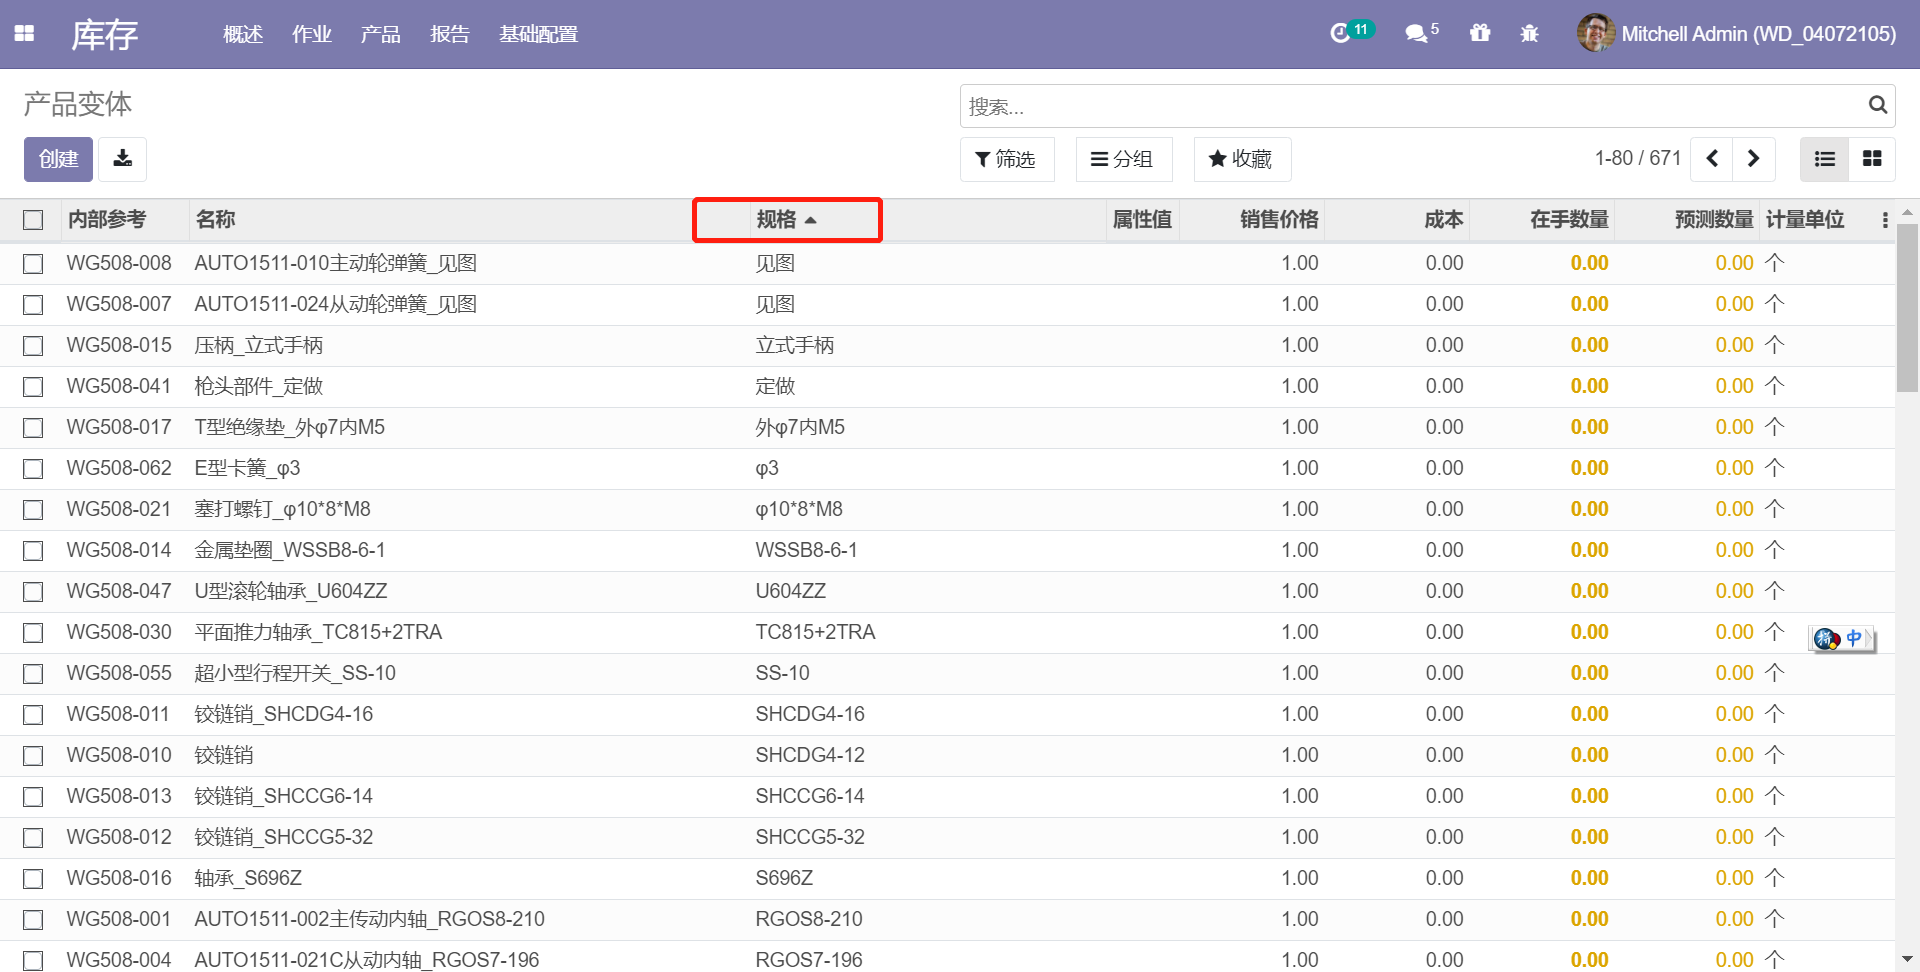 库存 概述 作业 产品 报告 基础配置 11 5 Mitchell Admin (WD_04072105)
产品变体
搜索...
创建 筛选 分组 收藏 1-80 / 671
内部参考 名称 规格 属性值 销售价格 成本 在手数量 预测数量 计量单位
WG508-008 AUTO1511-010主动轮弹簧_见图 见图 1.00 0.00 0.00 0.00 个
WG508-007 AUTO1511-024从动轮弹簧_见图 见图 1.00 0.00 0.00 0.00 个
WG508-015 压柄_立式手柄 立式手柄 1.00 0.00 0.00 0.00 个
WG508-041 枪头部件_定做 定做 1.00 0.00 0.00 0.00 个
WG508-017 T型绝缘垫_外φ7内M5 外φ7内M5 1.00 0.00 0.00 0.00 个
WG508-062 E型卡簧_φ3 φ3 1.00 0.00 0.00 0.00 个
WG508-021 塞打螺钉_φ10*8*M8 φ10*8*M8 1.00 0.00 0.00 0.00 个
WG508-014 金属垫圈_WSSB8-6-1 WSSB8-6-1 1.00 0.00 0.00 0.00 个
WG508-047 U型滚轮轴承_U604ZZ U604ZZ 1.00 0.00 0.00 0.00 个
WG508-030 平面推力轴承_TC815+2TRA TC815+2TRA 1.00 0.00 0.00 0.00 个
中
WG508-055 超小型行程开关_SS-10 SS-10 1.00 0.00 0.00 0.00 个
WG508-011 铰链销_SHCDG4-16 SHCDG4-16 1.00 0.00 0.00 0.00 个
WG508-010 铰链销 SHCDG4-12 1.00 0.00 0.00 0.00 个
WG508-013 铰链销_SHCCG6-14 SHCCG6-14 1.00 0.00 0.00 0.00 个
WG508-012 铰链销_SHCCG5-32 SHCCG5-32 1.00 0.00 0.00 0.00 个
WG508-016 轴承_S696Z S696Z 1.00 0.00 0.00 0.00 个
WG508-001 AUTO1511-002主传动内轴_RGOS8-210 RGOS8-210 1.00 0.00 0.00 0.00 个
WG508-004 AUTO1511-021C从动内轴_RGOS7-196 RGOS7-196 1.00 0.00 0.00 0.00 个